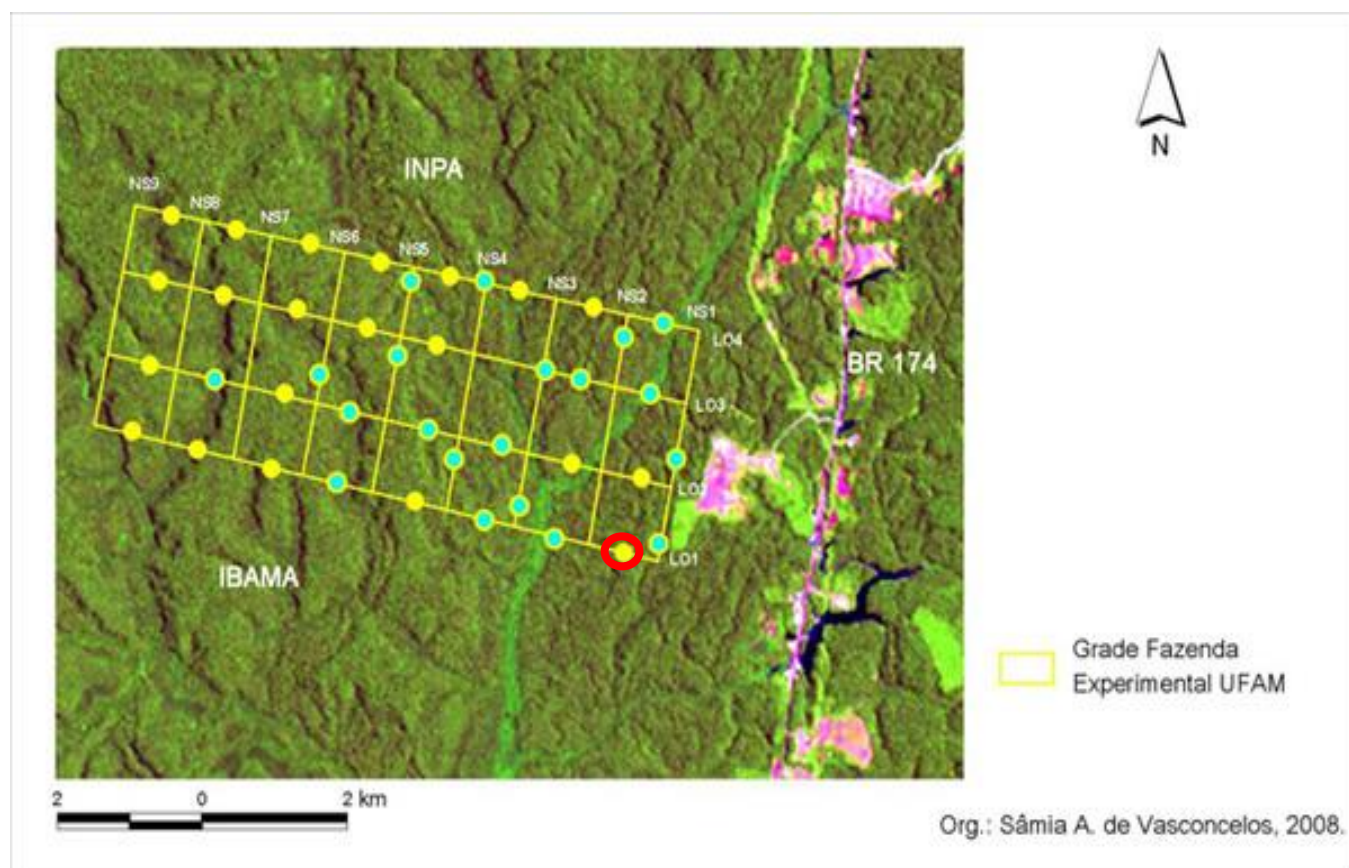 N
INPA
NS9
NS8
NS7
NS6
NS5
NS4
NS3
NS2
NS1
LO4
BR 174
LO3
LO2
LO1
IBAMA
Grade Fazenda
Experimental UFAM
2 0 2 km
Org.: Sâmia A. de Vasconcelos, 2008.